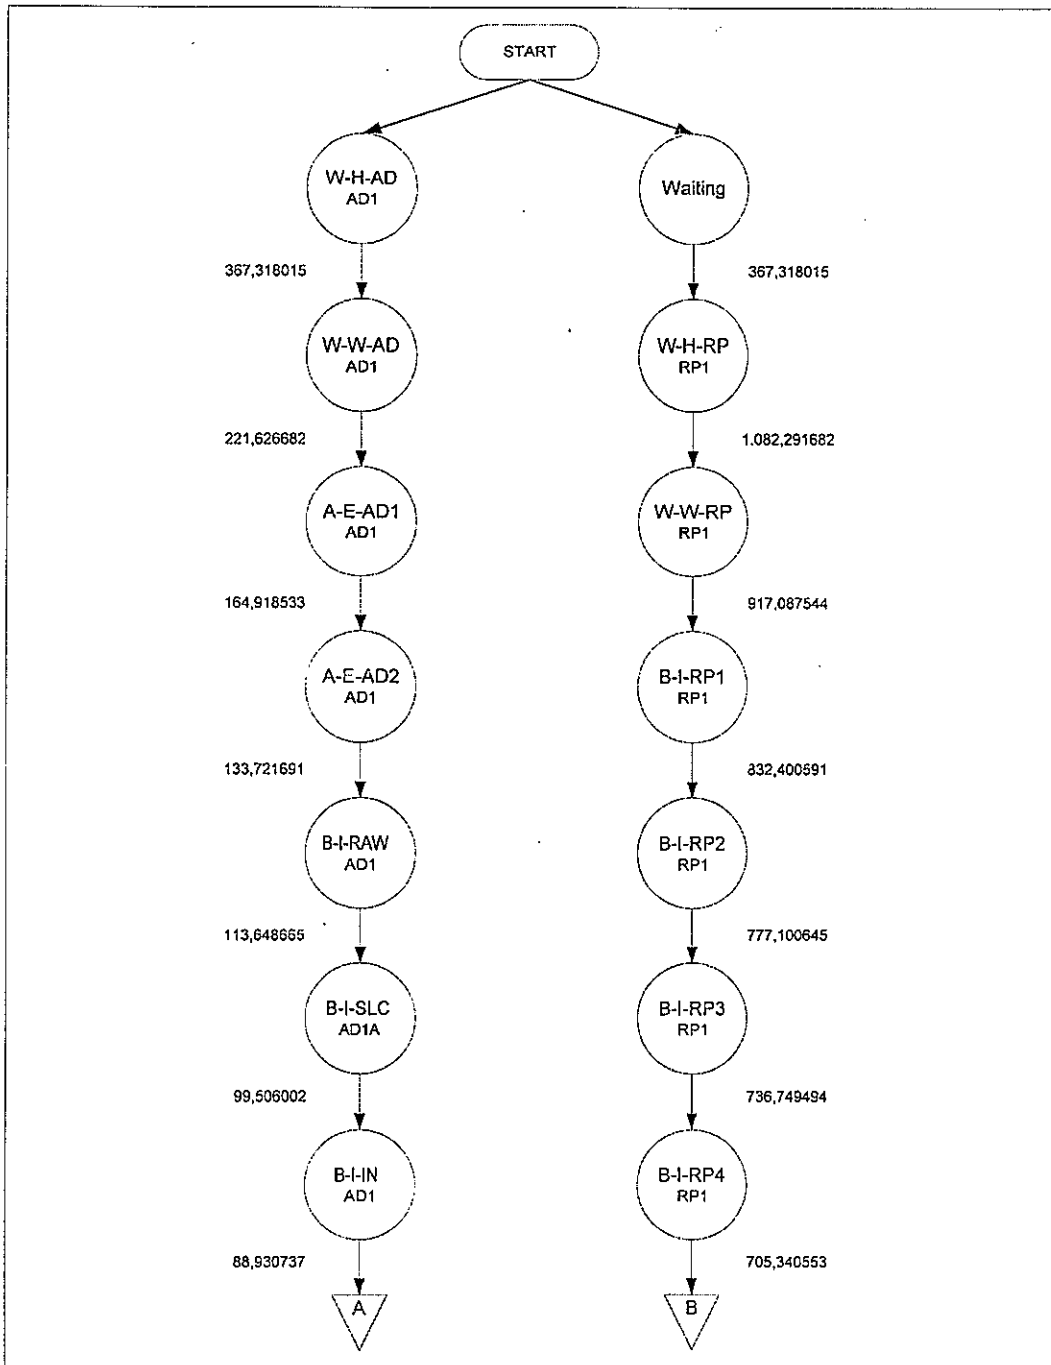 START
W-H-AD
AD1
Waiting
367,318015
367,318015
W-W-AD
AD1
W-H-RP
RP1
221,626682
1.082,291682
A-E-AD1
AD1
W-W-RP
RP1
164,918533
917,087544
A-E-AD2
AD1
B-I-RP1
RP1
133,721691
832,400591
B-I-RAW
AD1
B-I-RP2
RP1
113,648665
777,100645
B-I-SLC
AD1A
B-I-RP3
RP1
99,506002
736,749494
B-I-IN
AD1
B-I-RP4
RP1
88,930737
705,340553
A
B